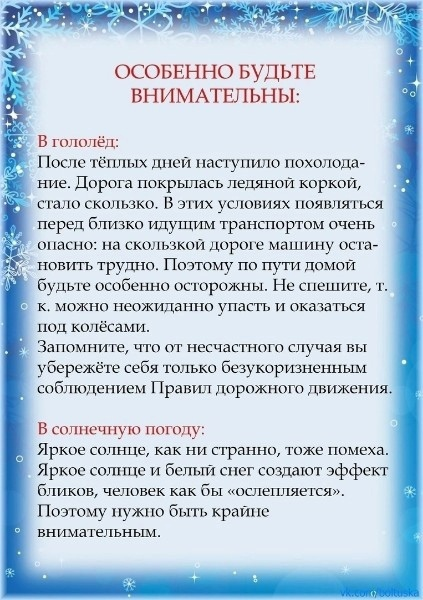 ОСОБЕННО БУДЬТЕ
ВНИМАТЕЛЬНЫ:
В гололёд:
После тёплых дней наступило похолода-
ние. Дорога покрылась ледяной коркой,
стало скользко. В этих условиях появляться
перед близко идущим транспортом очень
опасно: на скользкой дороге машину оста-
новить трудно. Поэтому по пути домой
будьте особенно осторожны. Не спешите, т.
к. можно неожиданно упасть и оказаться
под колёсами.
Запомните, что от несчастного случая вы
убережёте себя только безукоризненным
соблюдением Правил дорожного движения.
В солнечную погоду:
Яркое солнце, как ни странно, тоже помеха.
Яркое солнце и белый снег создают эффект
бликов, человек как бы «ослепляется».
Поэтому нужно быть крайне
внимательным.